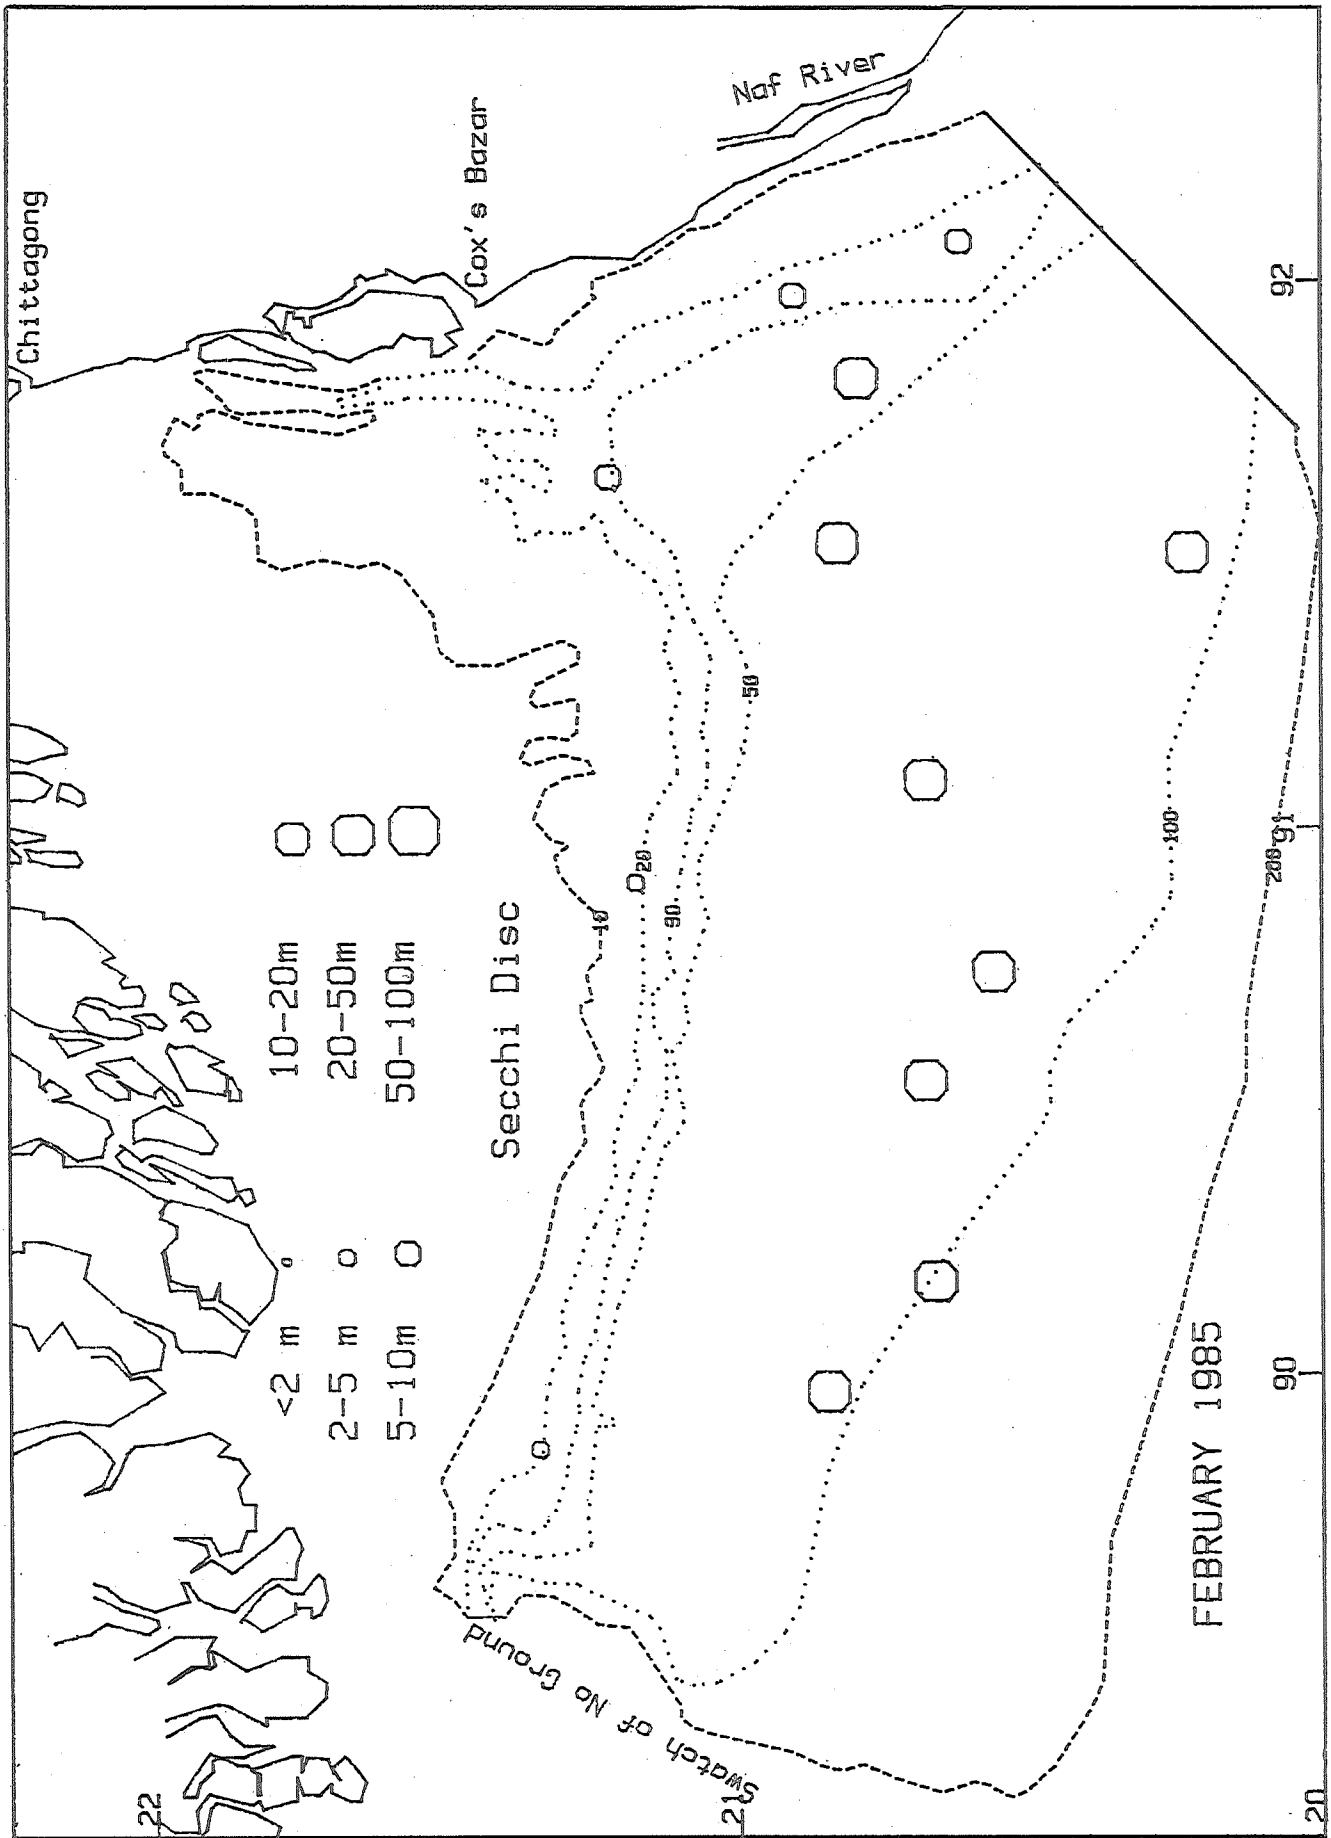 Chittagong
Cox's Bazar
Naf River
<2 m
2-5 m
5-10m
10-20m
20-50m
50-100m
Secchi Disc
10
20
30
50
100
200
Swatch of No Ground
FEBRUARY 1985
22
21
20
90
91
92